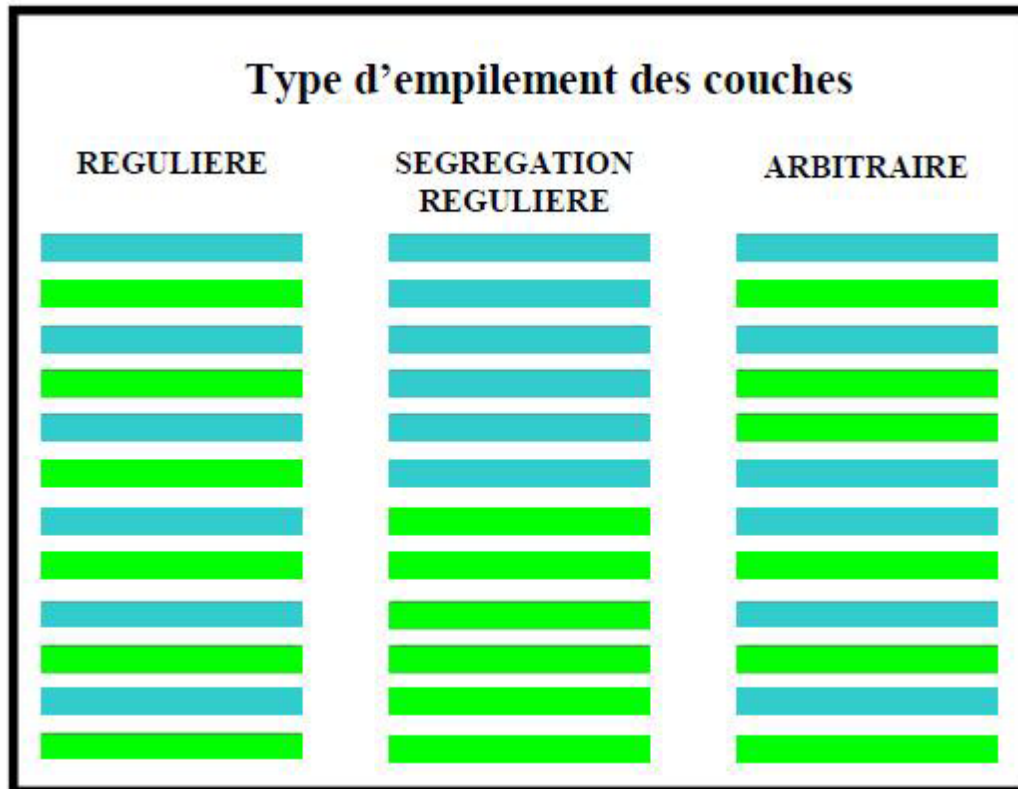 Type d’empilement des couches
REGULIERE
SEGREGATION
REGULIERE
ARBITRAIRE